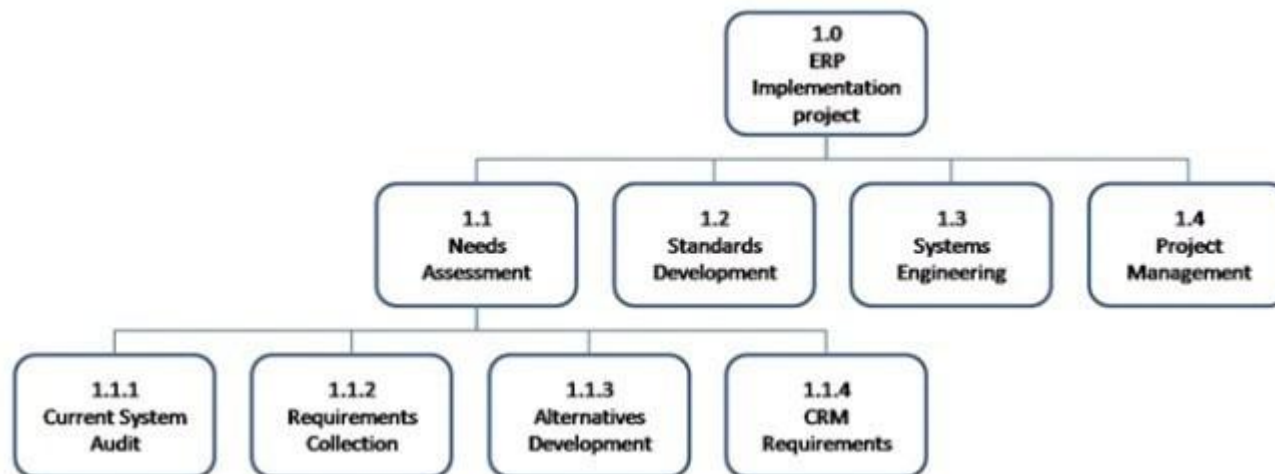 1.0
ERP
Implementation
project
1.1
Needs
Assessment
1.2
Standards
Development
1.3
Systems
Engineering
1.4
Project
Management
1.1.1
Current System
Audit
1.1.2
Requirements
Collection
1.1.3
Alternatives
Development
1.1.4
CRM
Requirements